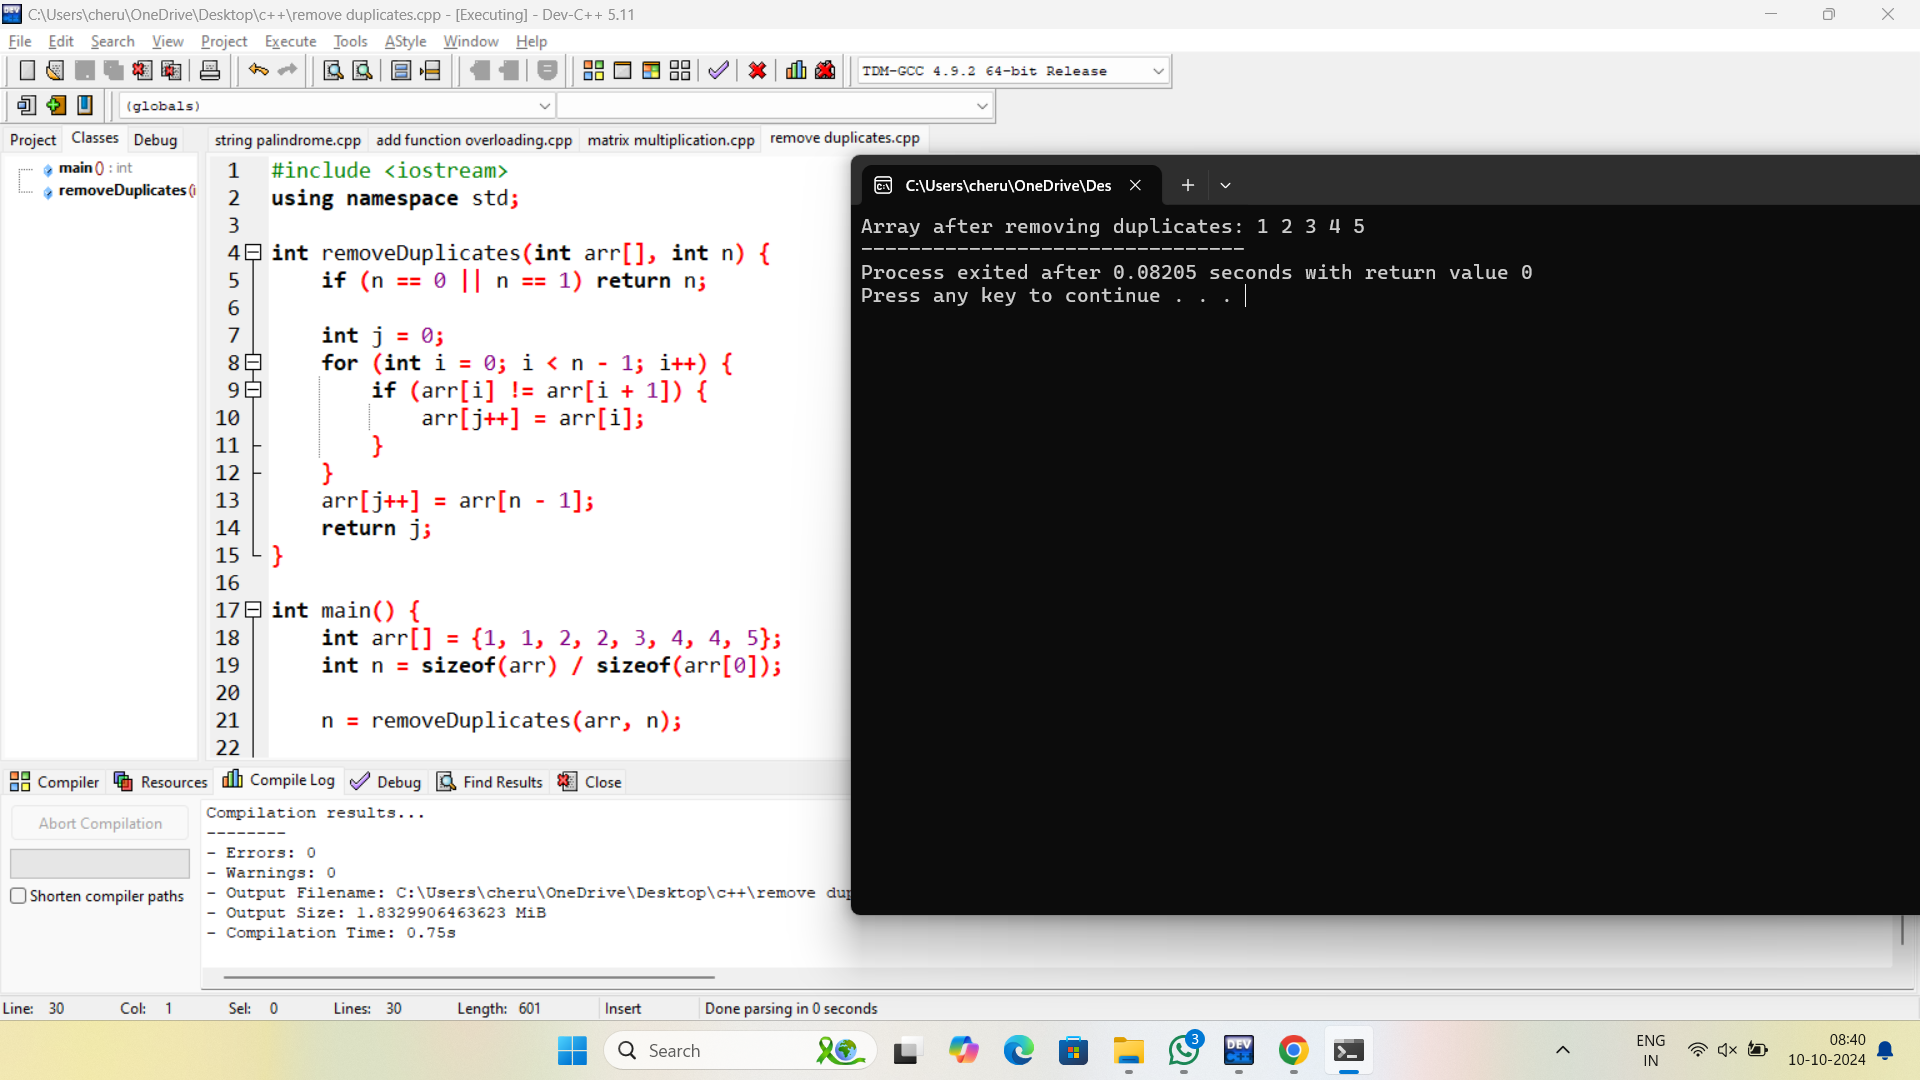 C:\Users\cheru\OneDrive\Desktop\c++\remove duplicates.cpp - [Executing] - Dev-C++ 5.11
File Edit Search View Project Execute Tools AStyle Window Help
TDM-GCC 4.9.2 64-bit Release
(globals)
Project Classes Debug
string palindrome.cpp add function overloading.cpp matrix multiplication.cpp remove duplicates.cpp
main () : int
removeDuplicates (i
1 #include <iostream>
2 using namespace std;
3
4 int removeDuplicates(int arr[], int n) {
5 if (n == 0 || n == 1) return n;
6
7 int j = 0;
8 for (int i = 0; i < n - 1; i++) {
9 if (arr[i] != arr[i + 1]) {
10 arr[j++] = arr[i];
11 }
12 }
13 arr[j++] = arr[n - 1];
14 return j;
15 }
16
17 int main() {
18 int arr[] = {1, 1, 2, 2, 3, 4, 4, 5};
19 int n = sizeof(arr) / sizeof(arr[0]);
20
21 n = removeDuplicates(arr, n);
22
C:\Users\cheru\OneDrive\Des
Array after removing duplicates: 1 2 3 4 5
--------------------------------
Process exited after 0.08205 seconds with return value 0
Press any key to continue . . .
Compiler Resources Compile Log Debug Find Results Close
Abort Compilation
Shorten compiler paths
Compilation results...
--------
- Errors: 0
- Warnings: 0
- Output Filename: C:\Users\cheru\OneDrive\Desktop\c++\remove dup
- Output Size: 1.8329906463623 MiB
- Compilation Time: 0.75s
Line: 30 Col: 1 Sel: 0 Lines: 30 Length: 601 Insert Done parsing in 0 seconds
Search
3
DEV
ENG
IN
08:40
10-10-2024